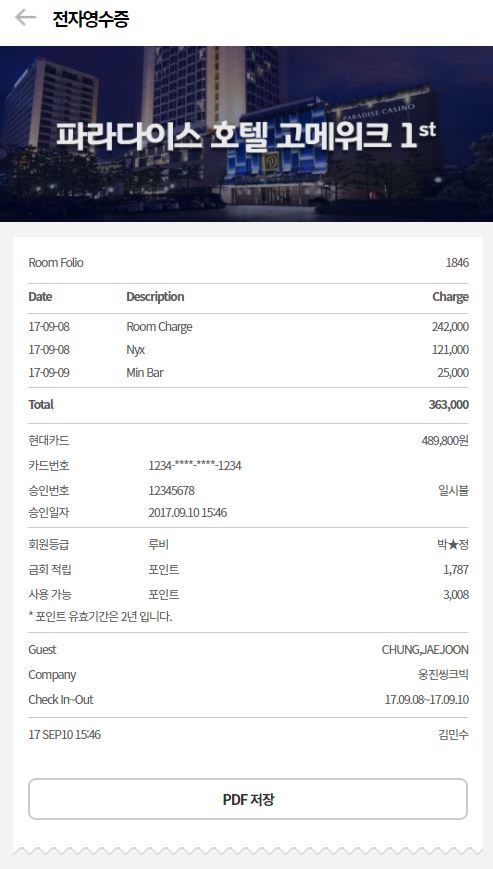 전자영수증
PARADISE CASINO
파라다이스 호텔 고메위크 1st
Room Folio 1846
Date Description Charge
17-09-08 Room Charge 242,000
17-09-08 Nyx 121,000
17-09-09 Min Bar 25,000
Total 363,000
현대카드 489,800원
카드번호 1234-****-****-1234
승인번호 12345678 일시불
승인일자 2017.09.10 15:46
회원등급 루비 박★정
금회 적립 포인트 1,787
사용 가능 포인트 3,008
* 포인트 유효기간은 2년 입니다.
Guest CHUNG,JAEJOON
Company 웅진씽크빅
Check In~Out 17.09.08~17.09.10
17 SEP10 15:46 김민수
PDF 저장